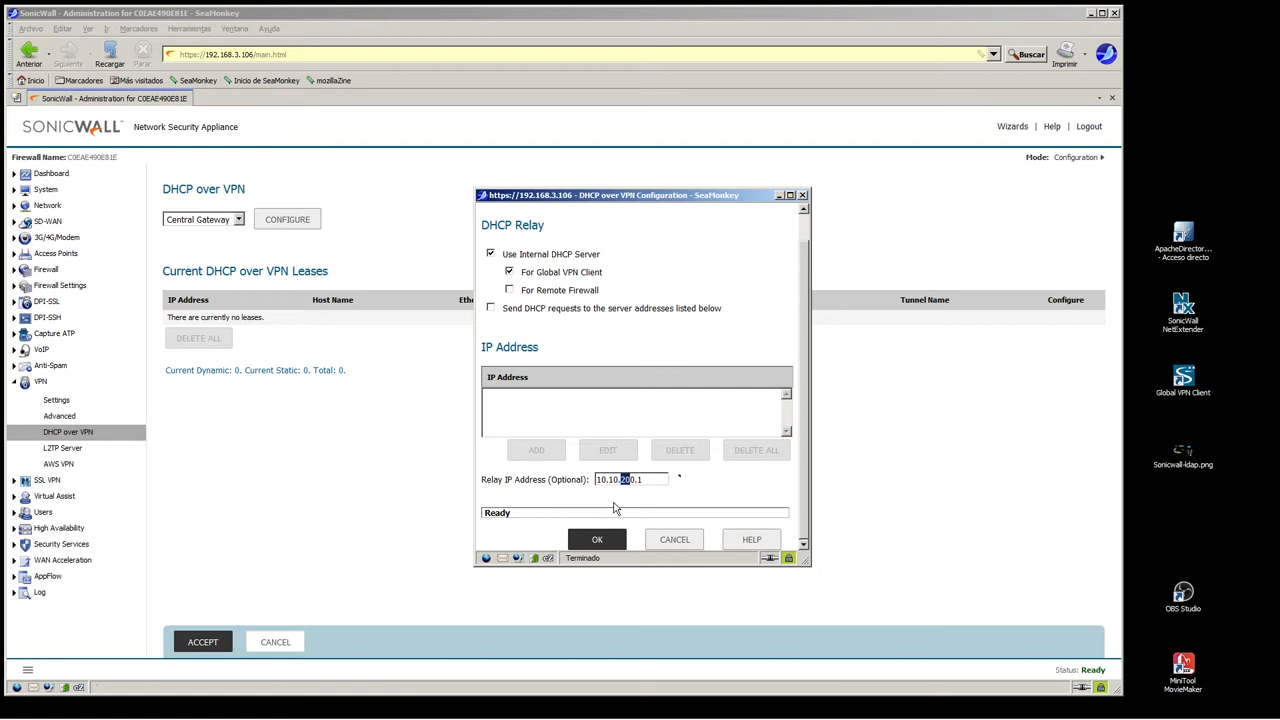 SonicWall - Administration for C0EAE490E81E - SeaMonkey
Archivo Editar Ver Ir Marcadores Herramientas Ventana Ayuda
Anterior Siguiente Recargar Parar https://192.168.3.106/main.html Buscar Imprimir
Inicio Marcadores Más visitados SeaMonkey Inicio de SeaMonkey mozillaZine
SonicWall - Administration for C0EAE490E81E
SONICWALL Network Security Appliance
Wizards | Help | Logout
Firewall Name: C0EAE490E81E
Mode: Configuration
Dashboard
System
Network
SD-WAN
3G/4G/Modem
Access Points
Firewall
Firewall Settings
DPI-SSL
DPI-SSH
Capture ATP
VoIP
Anti-Spam
VPN
Settings
Advanced
DHCP over VPN
L2TP Server
AWS VPN
SSL VPN
Virtual Assist
Users
High Availability
Security Services
WAN Acceleration
AppFlow
Log
DHCP over VPN
Central Gateway CONFIGURE
Current DHCP over VPN Leases
IP Address Host Name Ethe Tunnel Name Configure
There are currently no leases.
DELETE ALL
Current Dynamic: 0. Current Static: 0. Total: 0.
https://192.168.3.106 - DHCP over VPN Configuration - SeaMonkey
DHCP Relay
Use Internal DHCP Server
For Global VPN Client
For Remote Firewall
Send DHCP requests to the server addresses listed below
IP Address
IP Address
ADD EDIT DELETE DELETE ALL
Relay IP Address (Optional): 10.10.200.1
Ready
OK CANCEL HELP
Terminado
ACCEPT CANCEL
Status: Ready
ApacheDirector...
- Acceso directo
SonicWall
NetExtender
Global VPN Client
Sonicwall-ldap.png
OBS Studio
MiniTool
MovieMaker